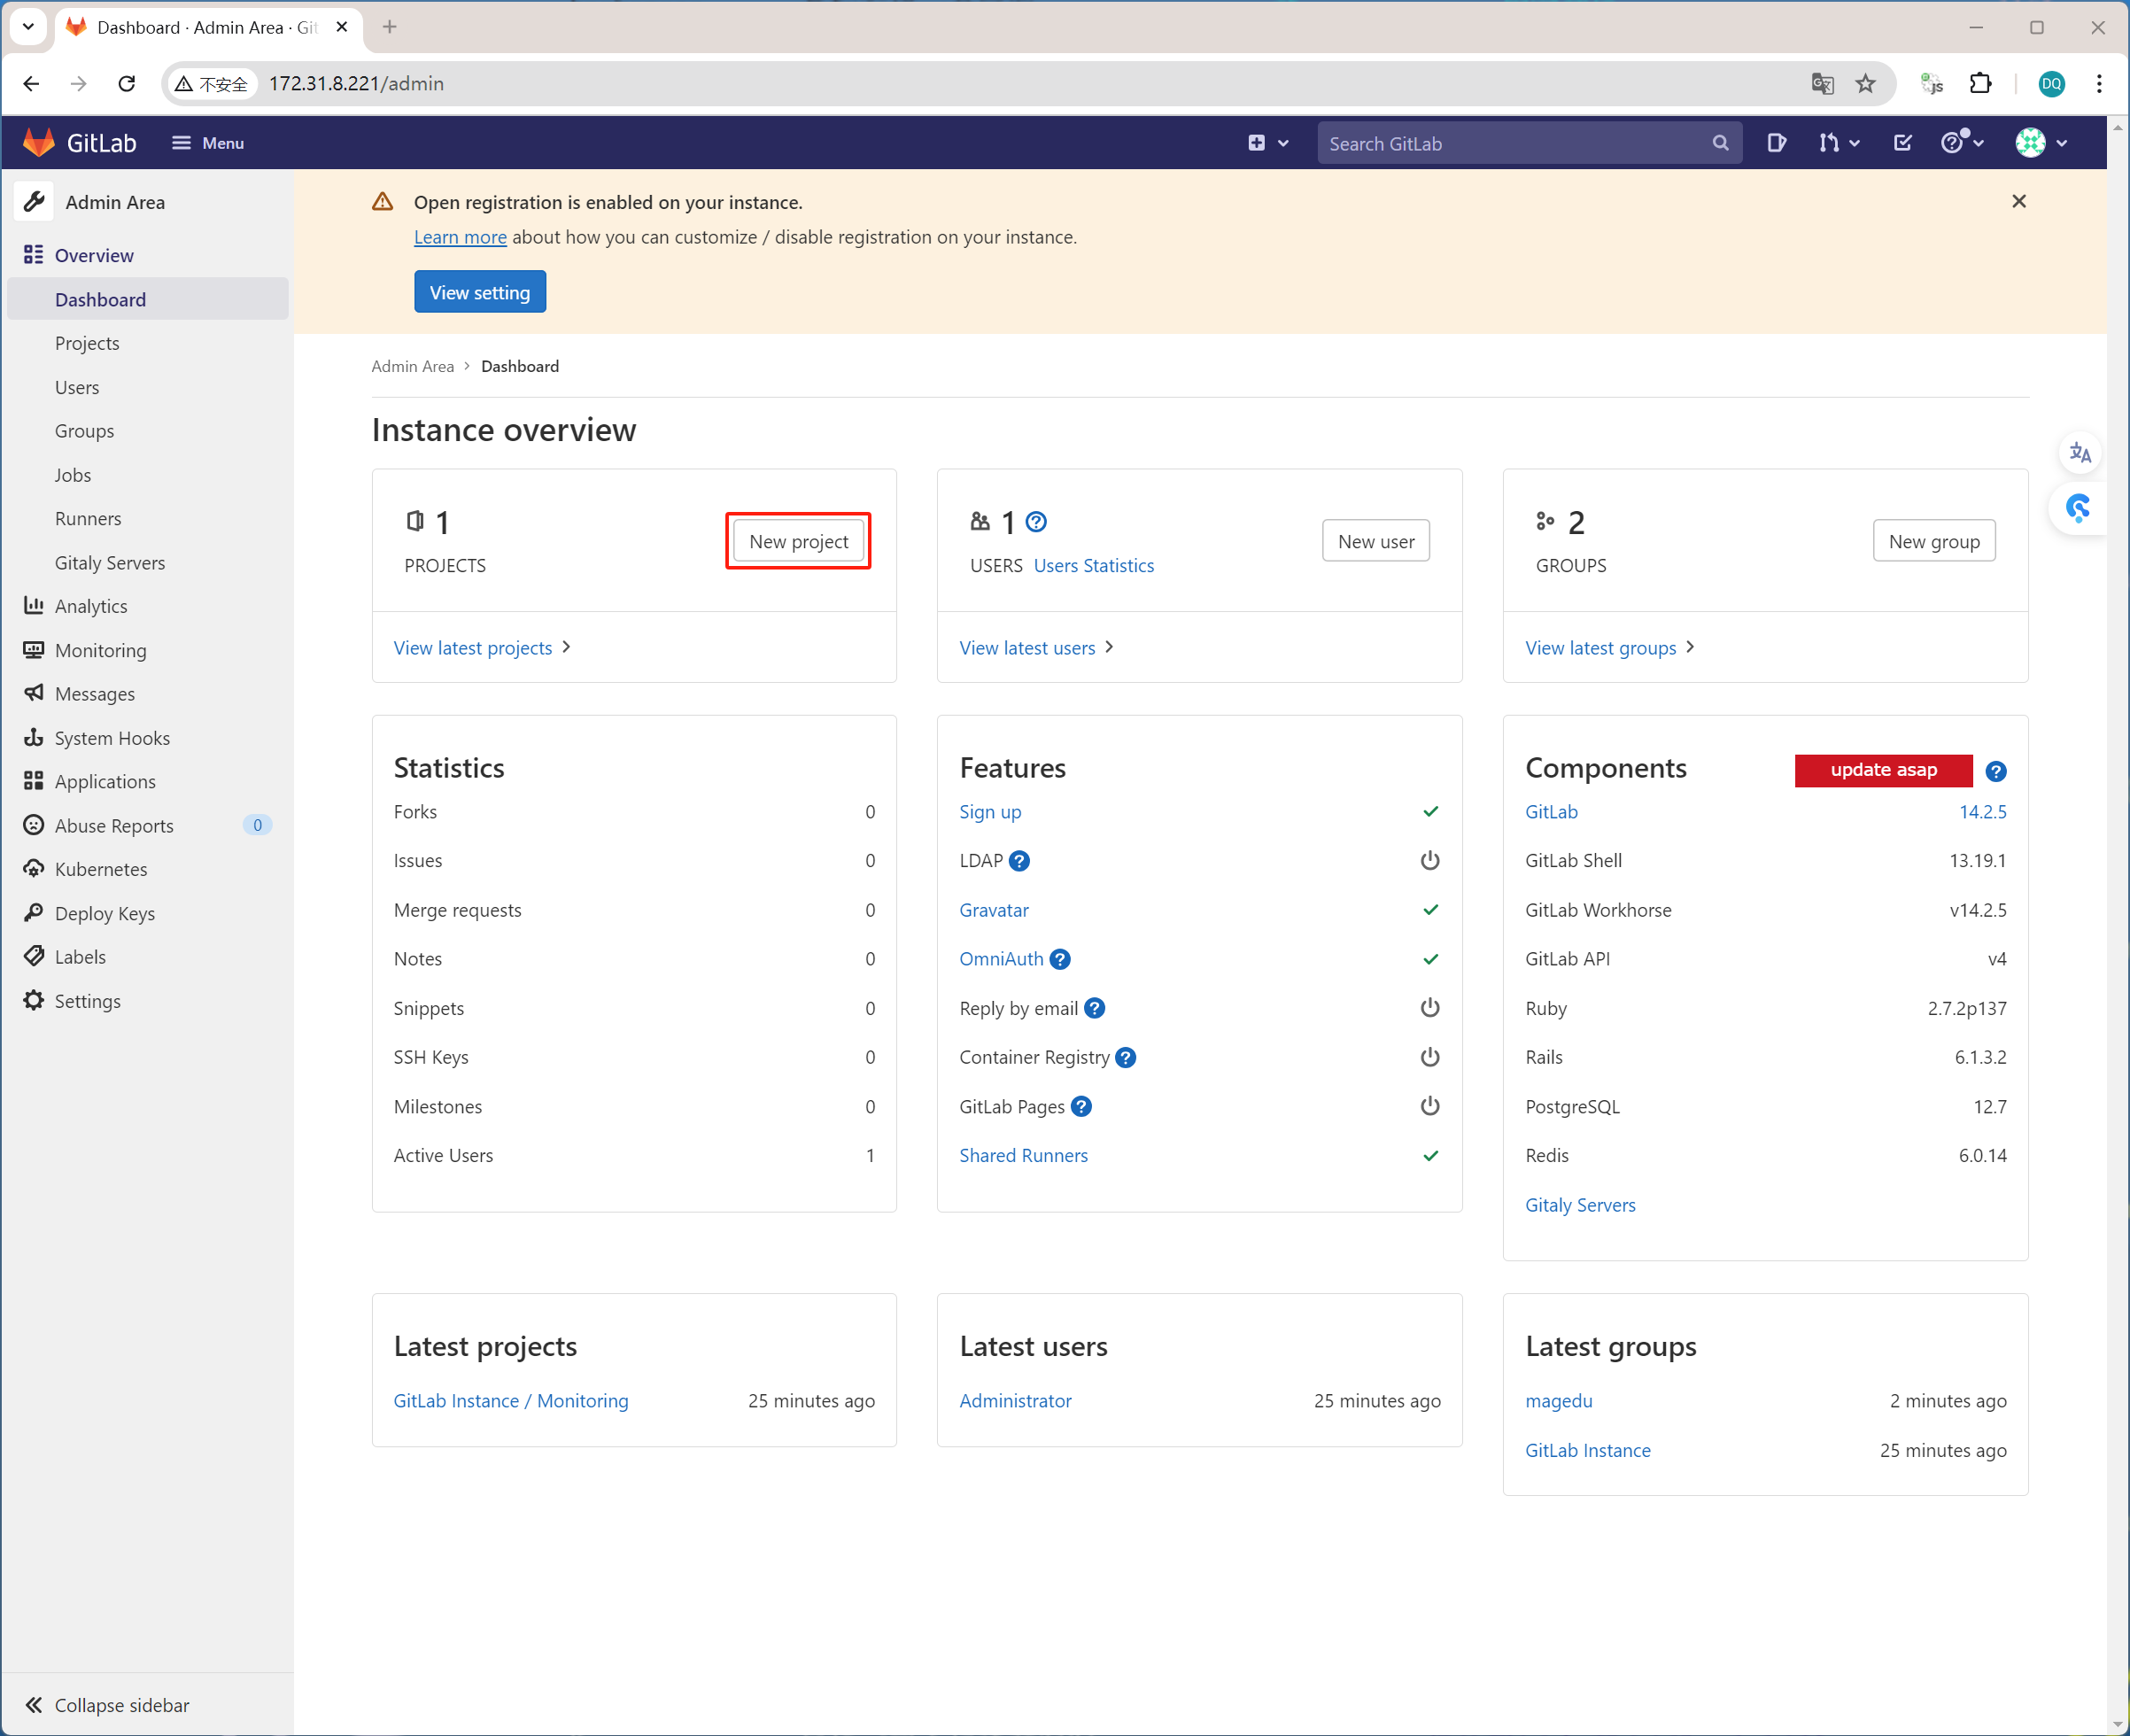 Dashboard · Admin Area · Git
不安全 172.31.8.221/admin
DQ
GitLab Menu Search GitLab
Admin Area
Overview
Dashboard
Projects
Users
Groups
Jobs
Runners
Gitaly Servers
Analytics
Monitoring
Messages
System Hooks
Applications
Abuse Reports 0
Kubernetes
Deploy Keys
Labels
Settings
Collapse sidebar
Open registration is enabled on your instance.
Learn more about how you can customize / disable registration on your instance.
View setting
Admin Area > Dashboard
Instance overview
1
PROJECTS
New project
View latest projects
1
USERS Users Statistics
New user
View latest users
2
GROUPS
New group
View latest groups
Statistics
Forks 0
Issues 0
Merge requests 0
Notes 0
Snippets 0
SSH Keys 0
Milestones 0
Active Users 1
Features
Sign up
LDAP
Gravatar
OmniAuth
Reply by email
Container Registry
GitLab Pages
Shared Runners
Components update asap
GitLab 14.2.5
GitLab Shell 13.19.1
GitLab Workhorse v14.2.5
GitLab API v4
Ruby 2.7.2p137
Rails 6.1.3.2
PostgreSQL 12.7
Redis 6.0.14
Gitaly Servers
Latest projects
GitLab Instance / Monitoring 25 minutes ago
Latest users
Administrator 25 minutes ago
Latest groups
magedu 2 minutes ago
GitLab Instance 25 minutes ago